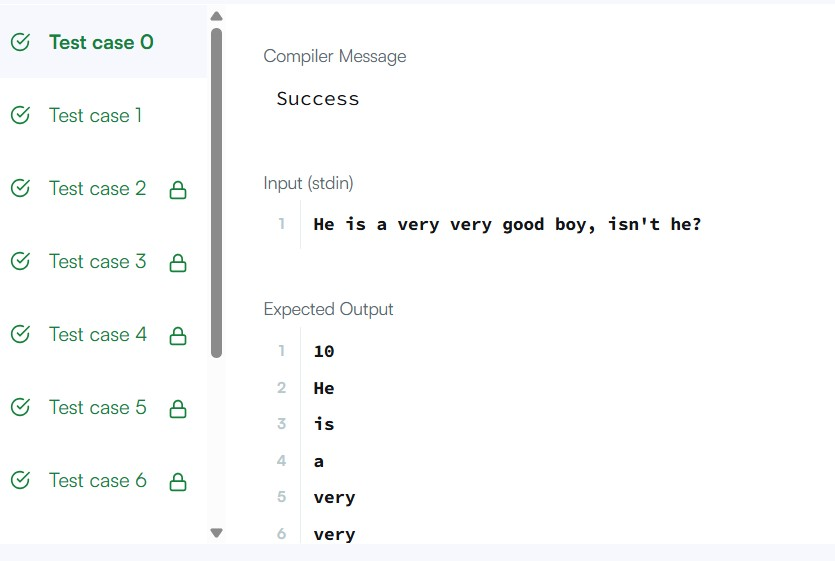 Test case 0
Test case 1
Test case 2
Test case 3
Test case 4
Test case 5
Test case 6
Compiler Message
Success
Input (stdin)
1 He is a very very good boy, isn't he?
Expected Output
1 10
2 He
3 is
4 a
5 very
6 very